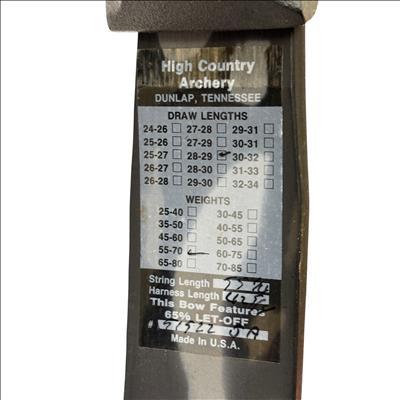 High Country
Archery
DUNLAP, TENNESSEE
DRAW LENGTHS
24-26 27-28 29-31
25-26 27-29 30-31
25-27 28-29 30-32
26-27 28-30 31-33
26-28 29-30 32-34
WEIGHTS
25-40 30-45
35-50 40-55
45-60 50-65
55-70 60-75
65-80 70-85
String Length
Harness Length
This Bow Features
65% LET-OFF
#
Made in U.S.A.